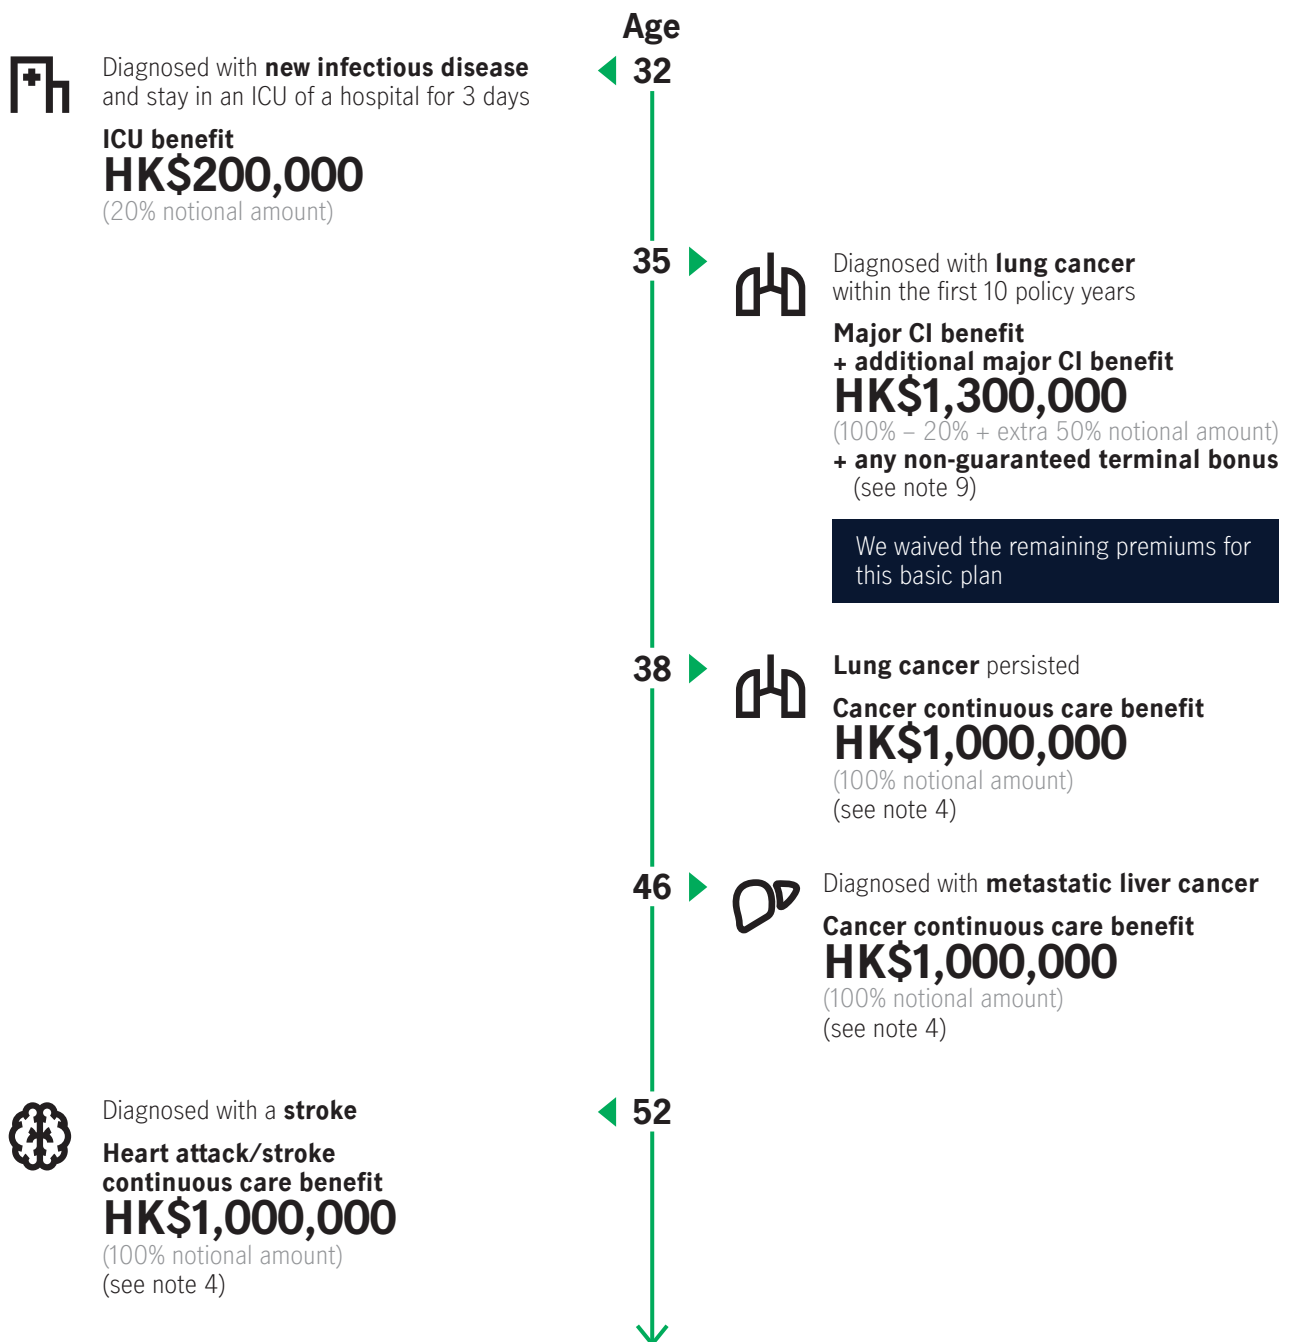 Age
32
Diagnosed with new infectious disease
and stay in an ICU of a hospital for 3 days
ICU benefit
HK$200,000
(20% notional amount)
35
Diagnosed with lung cancer
within the first 10 policy years
Major CI benefit
+ additional major CI benefit
HK$1,300,000
(100% – 20% + extra 50% notional amount)
+ any non-guaranteed terminal bonus
(see note 9)
We waived the remaining premiums for
this basic plan
38
Lung cancer persisted
Cancer continuous care benefit
HK$1,000,000
(100% notional amount)
(see note 4)
46
Diagnosed with metastatic liver cancer
Cancer continuous care benefit
HK$1,000,000
(100% notional amount)
(see note 4)
52
Diagnosed with a stroke
Heart attack/stroke
continuous care benefit
HK$1,000,000
(100% notional amount)
(see note 4)